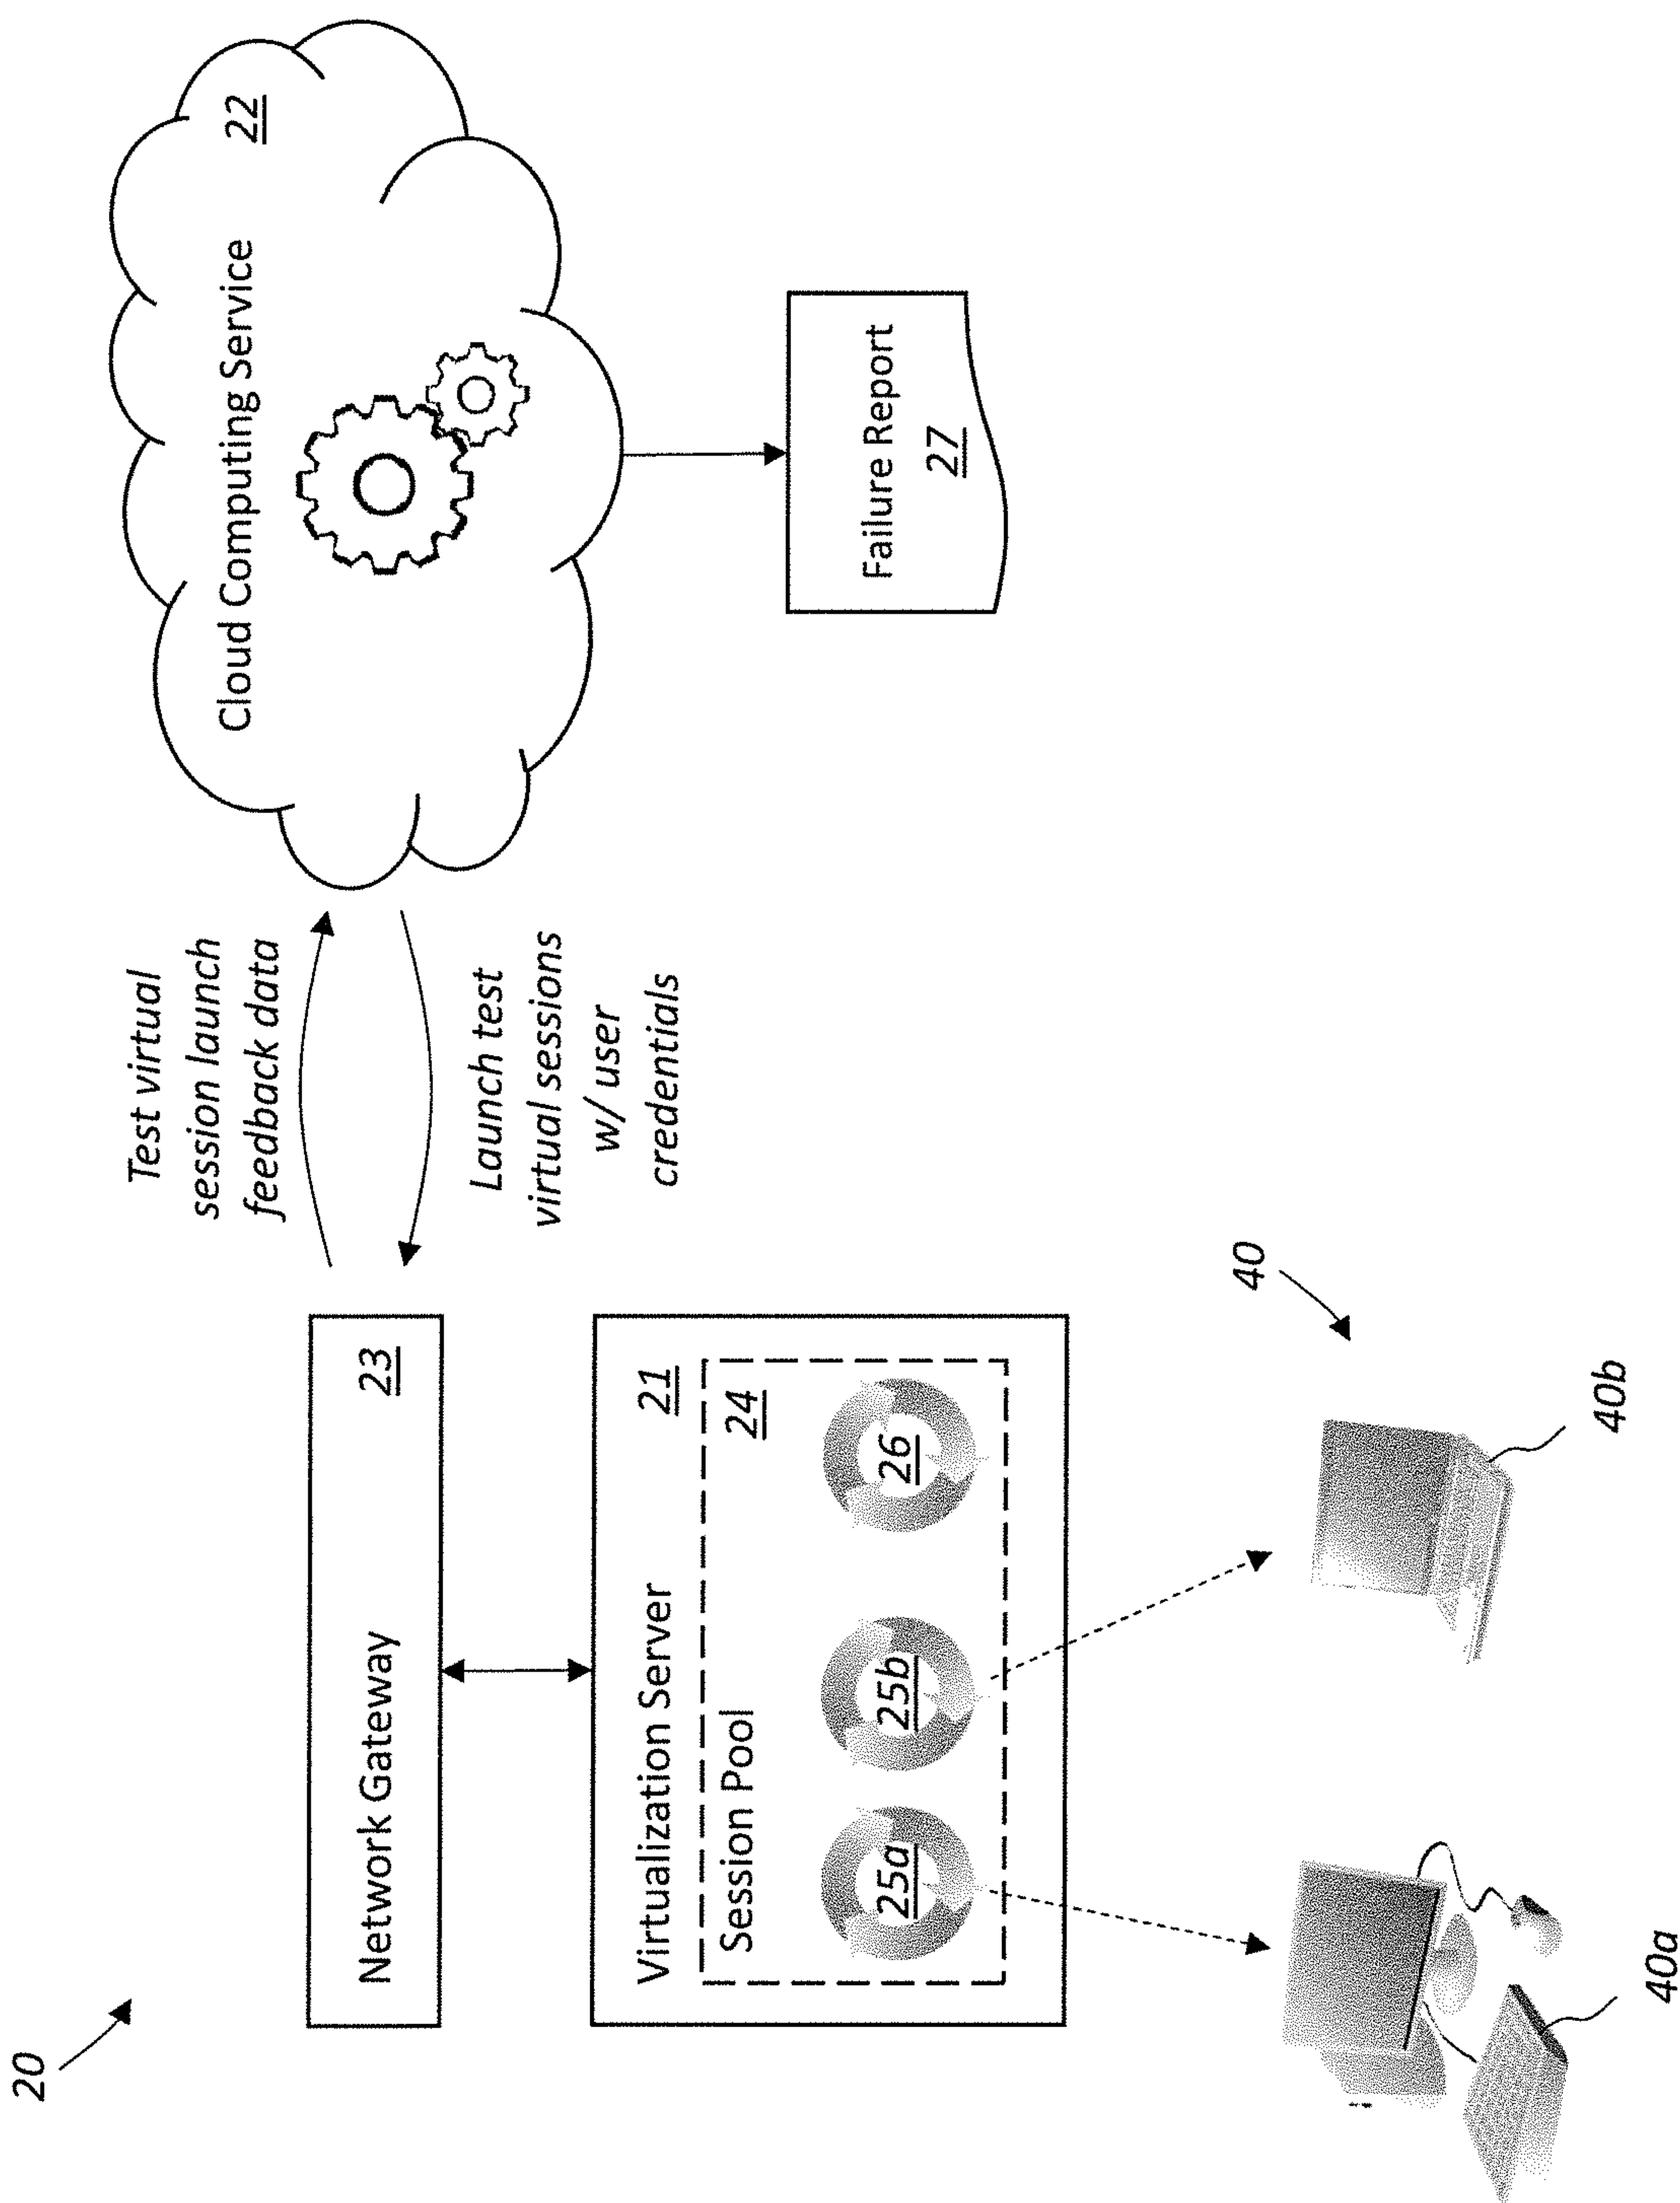 20
Network Gateway
23
Test virtual
session launch
feedback data
Launch test
virtual sessions
w/ user
credentials
Cloud Computing Service
22
Virtualization Server
21
Session Pool
24
25a
25b
26
Failure Report
27
40
40a
40b